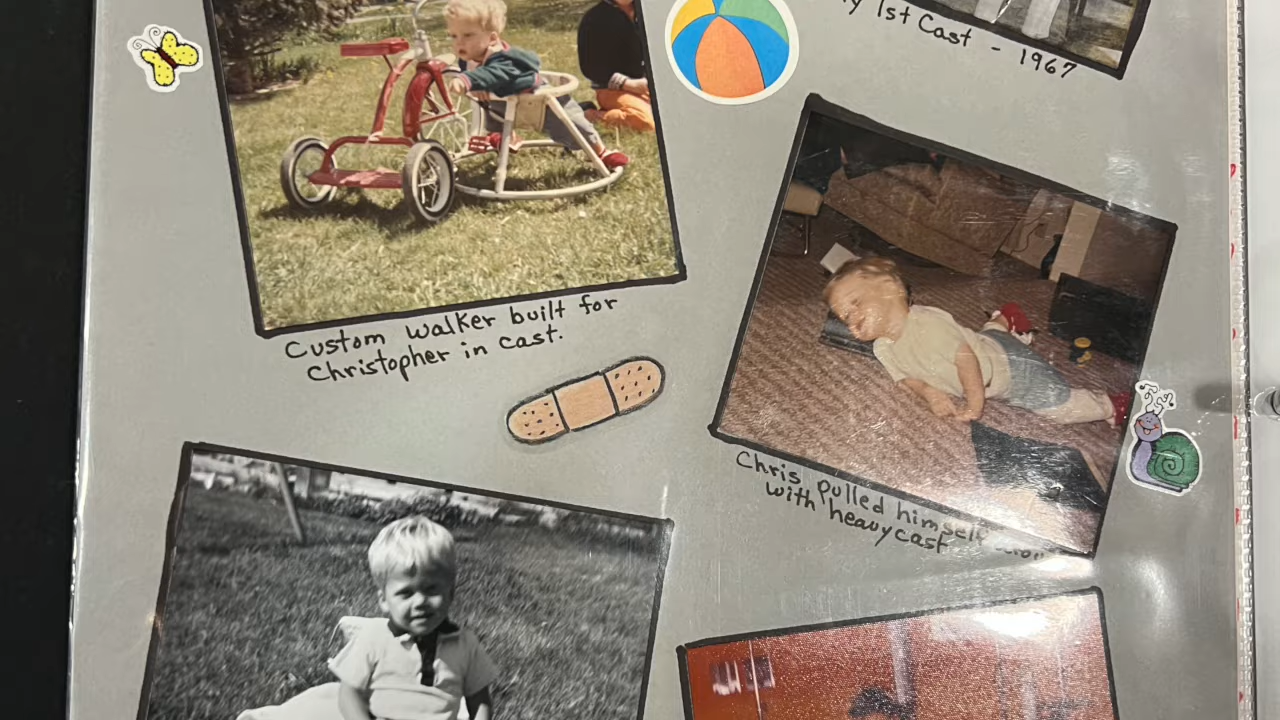 1st Cast - 1967
Custom walker built for
Christopher in cast.
Chris pulled himself
with heavy cast